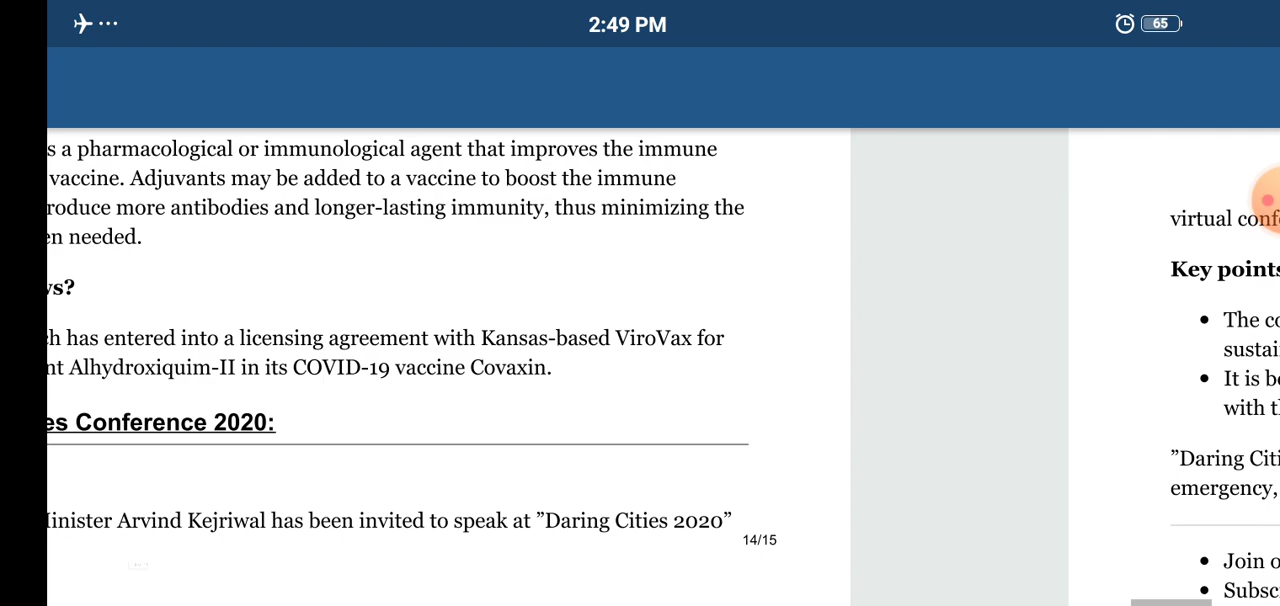 2:49 PM
65
s a pharmacological or immunological agent that improves the immune
vaccine. Adjuvants may be added to a vaccine to boost the immune
roduce more antibodies and longer-lasting immunity, thus minimizing the
en needed.
ws?
h has entered into a licensing agreement with Kansas-based ViroVax for
nt Alhydroxiquim-II in its COVID-19 vaccine Covaxin.
es Conference 2020:
inister Arvind Kejriwal has been invited to speak at ”Daring Cities 2020”
14/15
virtual conf
Key points
• The co
sustai
• It is be
with t
”Daring Citi
emergency,
• Join o
• Subsc